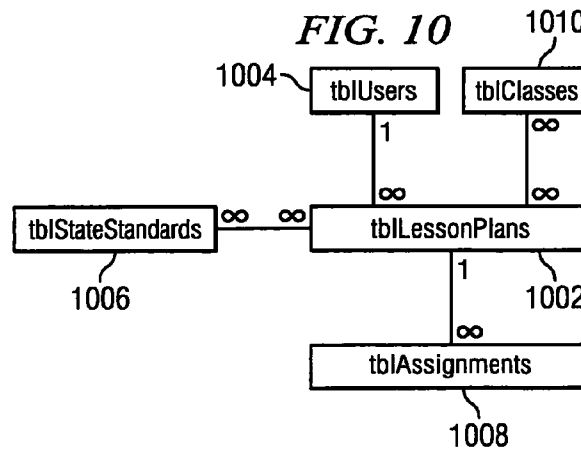 FIG. 10
1010
1004
tblUsers
tblClasses
1
∞
∞
∞
tblStateStandards
∞
∞
tblLessonPlans
1006
1
1002
∞
tblAssignments
1008